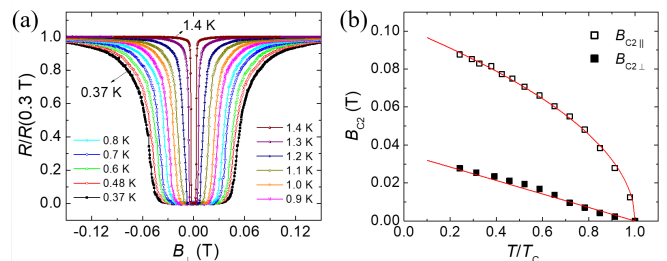 (a)
1.4 K
0.37 K
0.8 K
0.7 K
0.6 K
0.48 K
0.37 K
1.4 K
1.3 K
1.2 K
1.1 K
1.0 K
0.9 K
R/R(0.3 T)
1.0
0.8
0.6
0.4
0.2
0.0
-0.12 -0.06 0.00 0.06 0.12
B⊥ (T)
(b)
BC2||
BC2⊥
BC2 (T)
0.10
0.08
0.06
0.04
0.02
0.00
0.0 0.2 0.4 0.6 0.8 1.0
T/TC